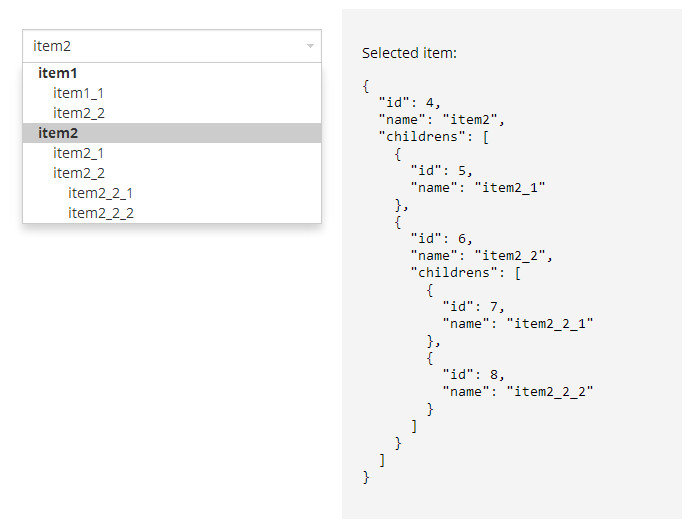 item2
item1
item1_1
item2_2
item2
item2_1
item2_2
item2_2_1
item2_2_2
Selected item:
{
  "id": 4,
  "name": "item2",
  "childrens": [
    {
      "id": 5,
      "name": "item2_1"
    },
    {
      "id": 6,
      "name": "item2_2",
      "childrens": [
        {
          "id": 7,
          "name": "item2_2_1"
        },
        {
          "id": 8,
          "name": "item2_2_2"
        }
      ]
    }
  ]
}